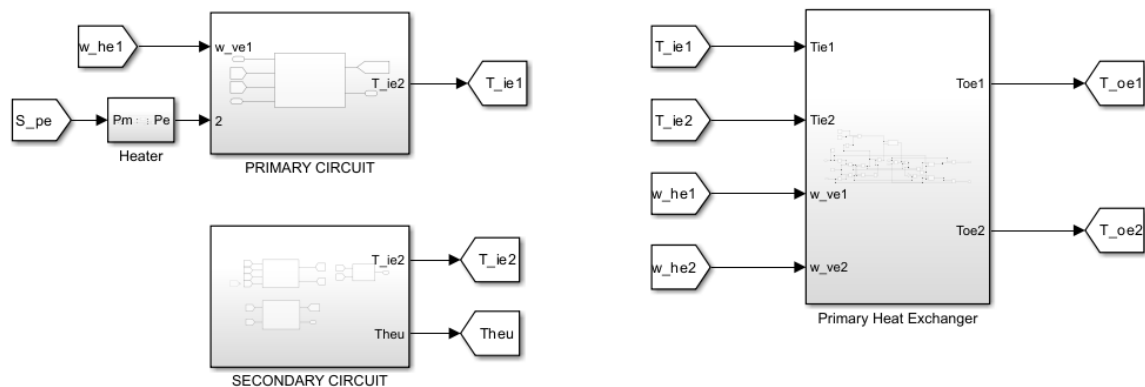 w_he1
w_ve1
T_ie2
T_ie1
S_pe
Pm
Pe
2
Heater
PRIMARY CIRCUIT
T_ie2
T_ie2
Theu
Theu
SECONDARY CIRCUIT
T_ie1
Tie1
Toe1
T_oe1
T_ie2
Tie2
w_he1
w_ve1
Toe2
T_oe2
w_he2
w_ve2
Primary Heat Exchanger